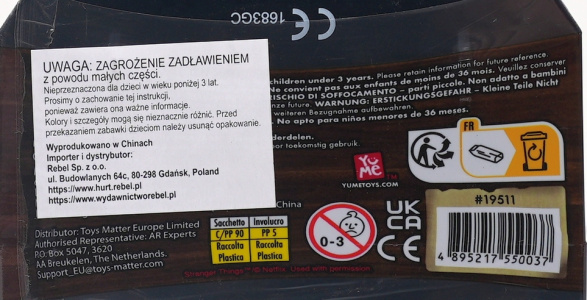 1683GC CE
UWAGA: ZAGROŻENIE ZADŁAWIENIEM
z powodu małych części.
Nieprzeznaczona dla dzieci w wieku poniżej 3 lat.
Prosimy o zachowanie tej instrukcji,
ponieważ zawiera ona ważne informacje.
Kolory i szczegóły mogą się nieznacznie różnić. Przed
przekazaniem zabawki dzieciom należy usunąć opakowanie.
Wyprodukowano w Chinach
Importer i dystrybutor:
Rebel Sp. z o.o.
ul. Budowlanych 64c, 80-298 Gdańsk, Poland
https://www.hurt.rebel.pl
https://www.wydawnictworebel.pl
children under 3 years. Please retain information for future reference.
Ne convient pas aux enfants de moins de 36 mois. Veuillez conserver
RISCHIO DI SOFFOCAMENTO – parti piccole. Non adatto a bambini
future. WARNUNG: ERSTICKUNGSGEFAHR – Kleine Teile Nicht
weiteren Bezugnahme aufbewahren.
No apto para niños menores de 36 meses.
derdelen.
or toekomstig gebruik.
YuMe
YUMETOYS.COM
FR
China
Distributor: Toys Matter Europe Limited
Authorised Representative: AR Experts
P.O. Box 5047, 3620
AA Breukelen, The Netherlands.
Support_EU@toys-matter.com
Sacchetto Involucro
C/PP 90 PP 5
Raccolta Raccolta
Plastica Plastica
Stranger Things™© Netflix. Used with permission.
0-3
UK
CA
CE
#19511
4 895217 550037